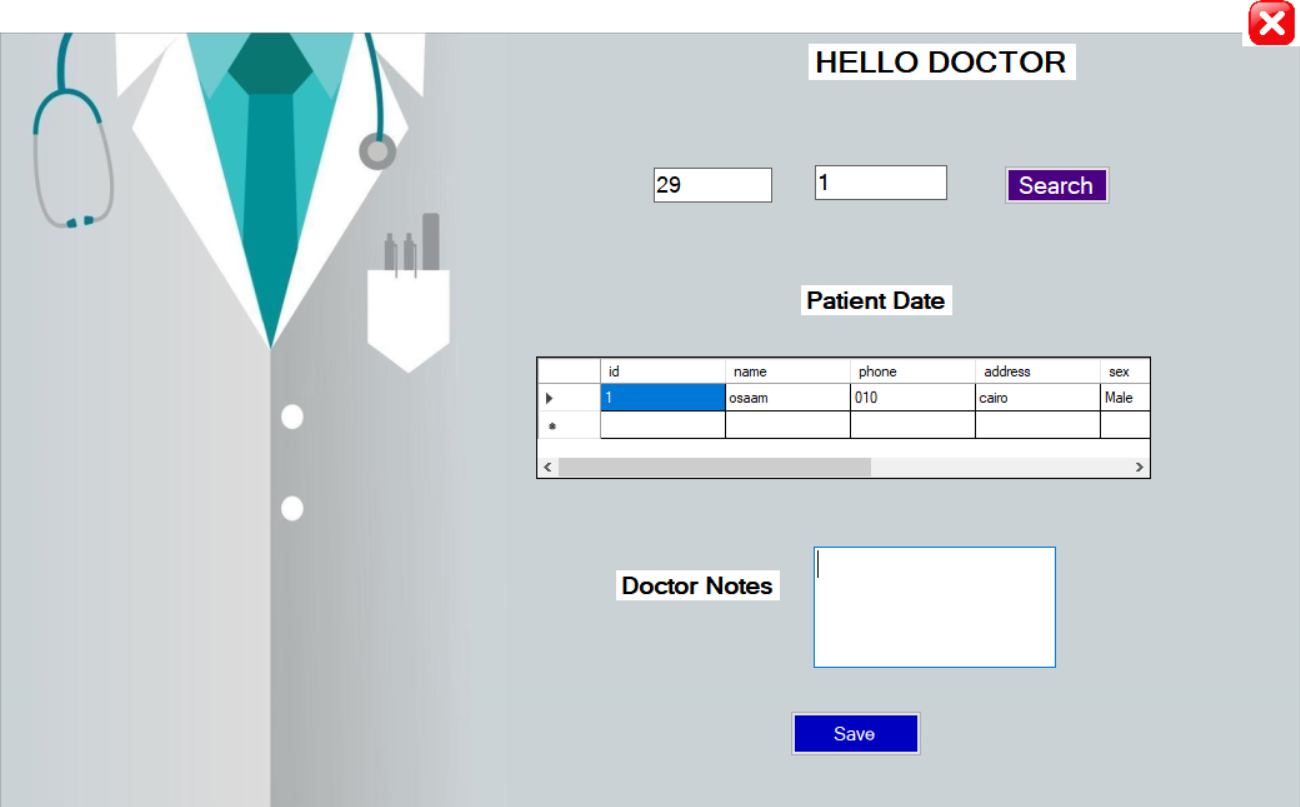 HELLO DOCTOR
29 1 Search
Patient Date
id name phone address sex
1 osaam 010 cairo Male
Doctor Notes
Save